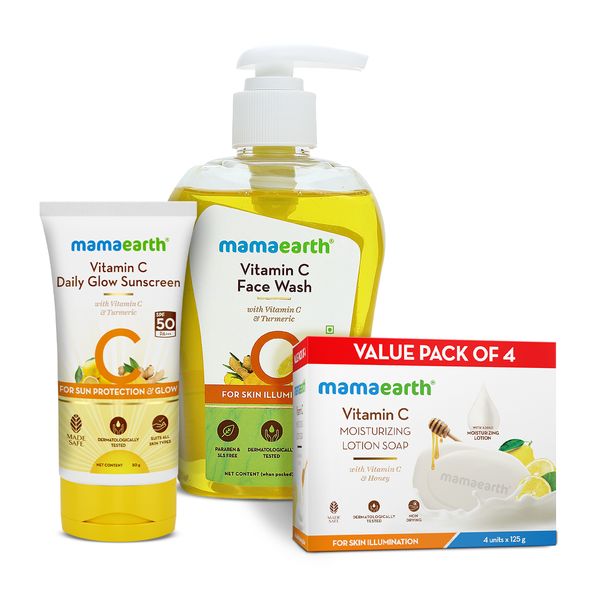 mamaearth®
Vitamin C
Daily Glow Sunscreen
with Vitamin C
& Turmeric
SPF
50
PA+++
C
FOR SUN PROTECTION & GLOW
MADE
SAFE
DERMATOLOGICALLY
TESTED
SUITS ALL
SKIN TYPES
NET CONTENT
50 g
mamaearth®
Vitamin C
Face Wash
with Vitamin C
& Turmeric
FOR SKIN ILLUMI
PARABEN &
SLS FREE
DERMATOLOGICALLY
TESTED
NET CONTENT (when packed)
VALUE PACK OF 4
mamaearth®
Vitamin C
MOISTURIZING
LOTION SOAP
with Vitamin C
& Honey
MOISTURIZING
LOTION
mamaearth®
MADE
SAFE
DERMATOLOGICALLY
TESTED
NON
DRYING
FOR SKIN ILLUMINATION
4 units x 125 g